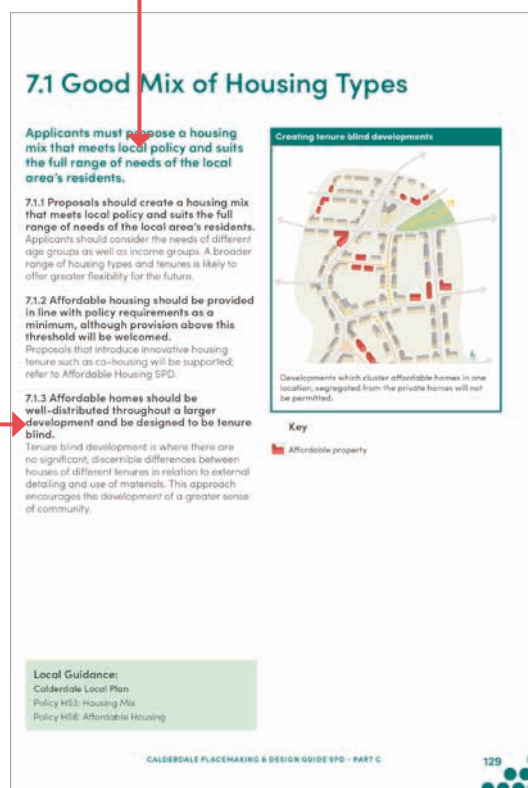 7.1 Good Mix of Housing Types
Applicants must propose a housing
mix that meets local policy and suits
the full range of needs of the local
area's residents.
7.1.1 Proposals should create a housing mix
that meets local policy and suits the full
range of needs of the local area's residents.
Applicants should consider the needs of different
age groups as well as income groups. A broader
range of housing types and tenures is likely to
offer greater flexibility for the future.
7.1.2 Affordable housing should be provided
in line with policy requirements as a
minimum, although provision above this
threshold will be welcomed.
Proposals that introduce innovative housing
tenure such as co-housing will be supported;
refer to Affordable Housing SPD.
7.1.3 Affordable homes should be
well-distributed throughout a larger
development and be designed to be tenure
blind.
Tenure blind development is where there are
no significant, discernible differences between
houses of different tenures in relation to external
detailing and use of materials. This approach
encourages the development of a greater sense
of community.
Creating tenure blind developments
Developments which cluster affordable homes in one
location, segregated from the private homes will not
be permitted.
Key
Affordable property
Local Guidance:
Calderdale Local Plan
Policy HS3: Housing Mix
Policy HS6: Affordable Housing
CALDERDALE PLACEMAKING & DESIGN GUIDE SPD - PART C
129